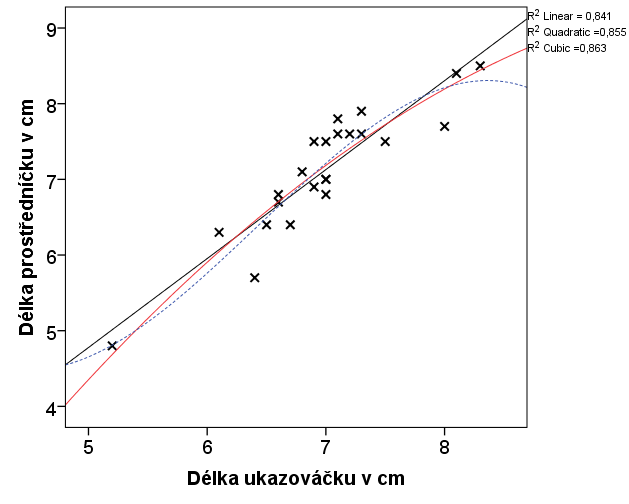 R2 Linear = 0,841
R2 Quadratic =0,855
R2 Cubic =0,863
9
8
7
6
5
4
Délka prostředníčku v cm
5 6 7 8
Délka ukazováčku v cm